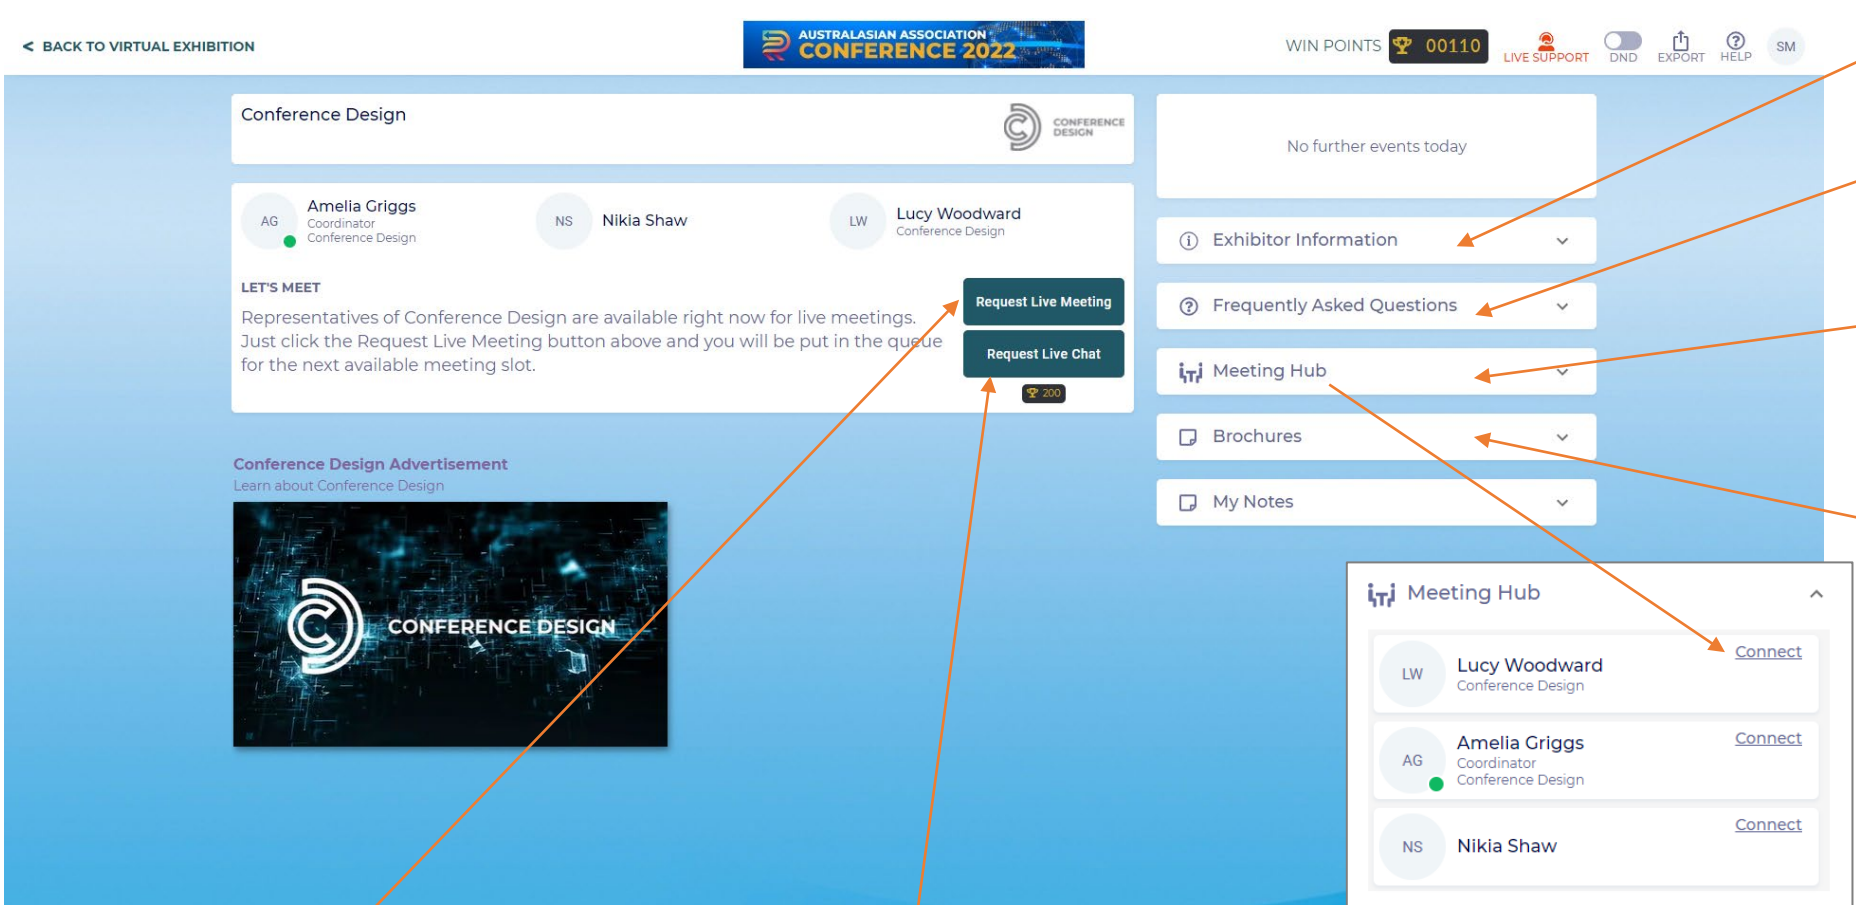 < BACK TO VIRTUAL EXHIBITION
AUSTRALASIAN ASSOCIATION
CONFERENCE 2022
WIN POINTS 00110
LIVE SUPPORT
DND
EXPORT
HELP
SM
Conference Design
CONFERENCE
DESIGN
AG
Amelia Griggs
Coordinator
Conference Design
NS
Nikia Shaw
LW
Lucy Woodward
Conference Design
LET'S MEET
Representatives of Conference Design are available right now for live meetings.
Just click the Request Live Meeting button above and you will be put in the queue
for the next available meeting slot.
Request Live Meeting
Request Live Chat
200
Conference Design Advertisement
Learn about Conference Design
CONFERENCE DESIGN
No further events today
Exhibitor Information
Frequently Asked Questions
Meeting Hub
Brochures
My Notes
Meeting Hub
LW
Lucy Woodward
Conference Design
Connect
AG
Amelia Griggs
Coordinator
Conference Design
Connect
NS
Nikia Shaw
Connect